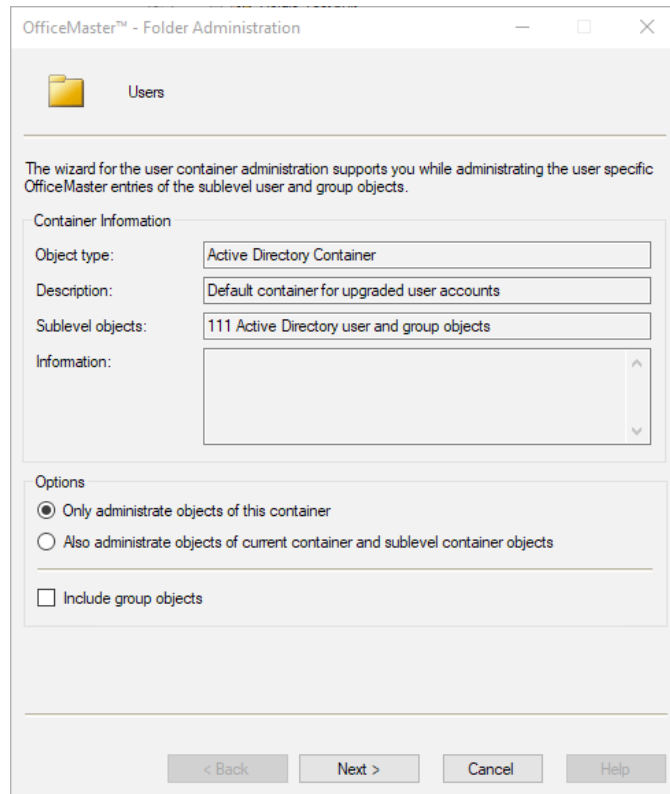 OfficeMaster™ - Folder Administration
Users
The wizard for the user container administration supports you while administrating the user specific
OfficeMaster entries of the sublevel user and group objects.
Container Information
Object type: Active Directory Container
Description: Default container for upgraded user accounts
Sublevel objects: 111 Active Directory user and group objects
Information:
Options
Only administrate objects of this container
Also administrate objects of current container and sublevel container objects
Include group objects
< Back Next > Cancel Help